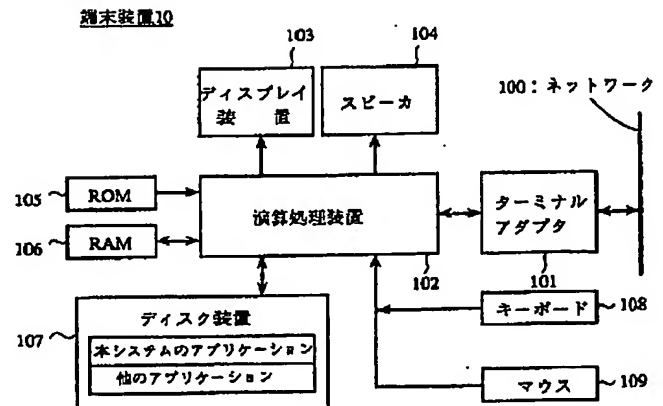 端末装置10
103
104
ディスプレイ
装 置
スピーカ
100:ネットワーク
105
ROM
106
RAM
演算処理装置
102
ターミナル
アダプタ
101
107
ディスク装置
本システムのアプリケーション
他のアプリケーション
キーボード
108
マウス
109